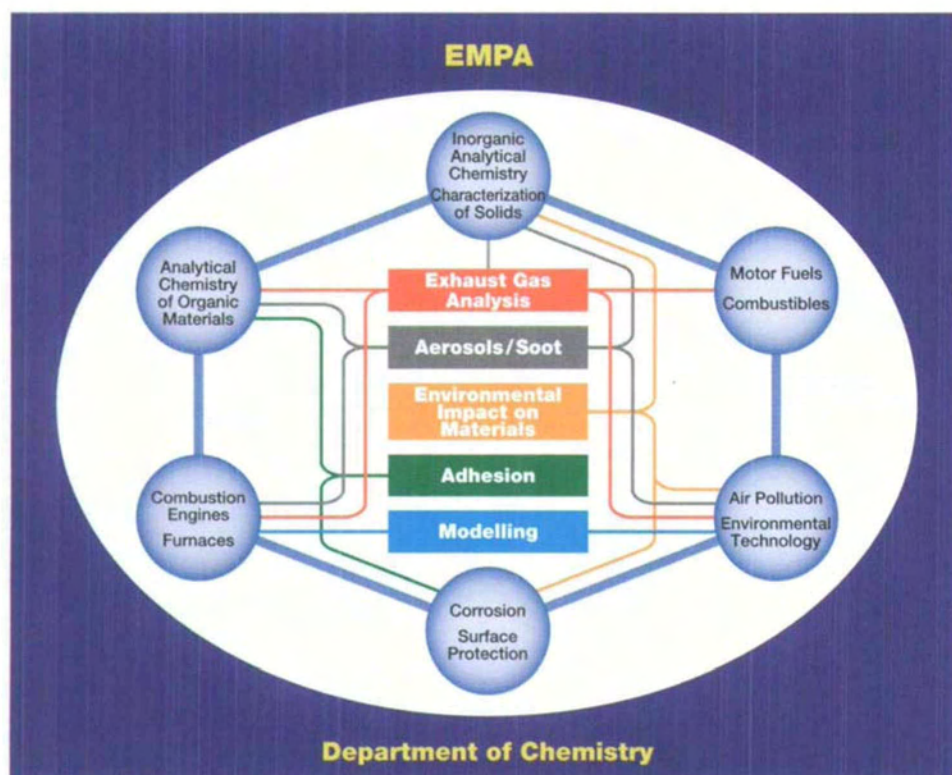 EMPA
Inorganic
Analytical
Chemistry
Characterization
of Solids
Analytical
Chemistry
of Organic
Materials
Motor Fuels
Combustibles
Exhaust Gas
Analysis
Aerosols/Soot
Environmental
Impact on
Materials
Adhesion
Modelling
Combustion
Engines
Furnaces
Air Pollution
Environmental
Technology
Corrosion
Surface
Protection
Department of Chemistry